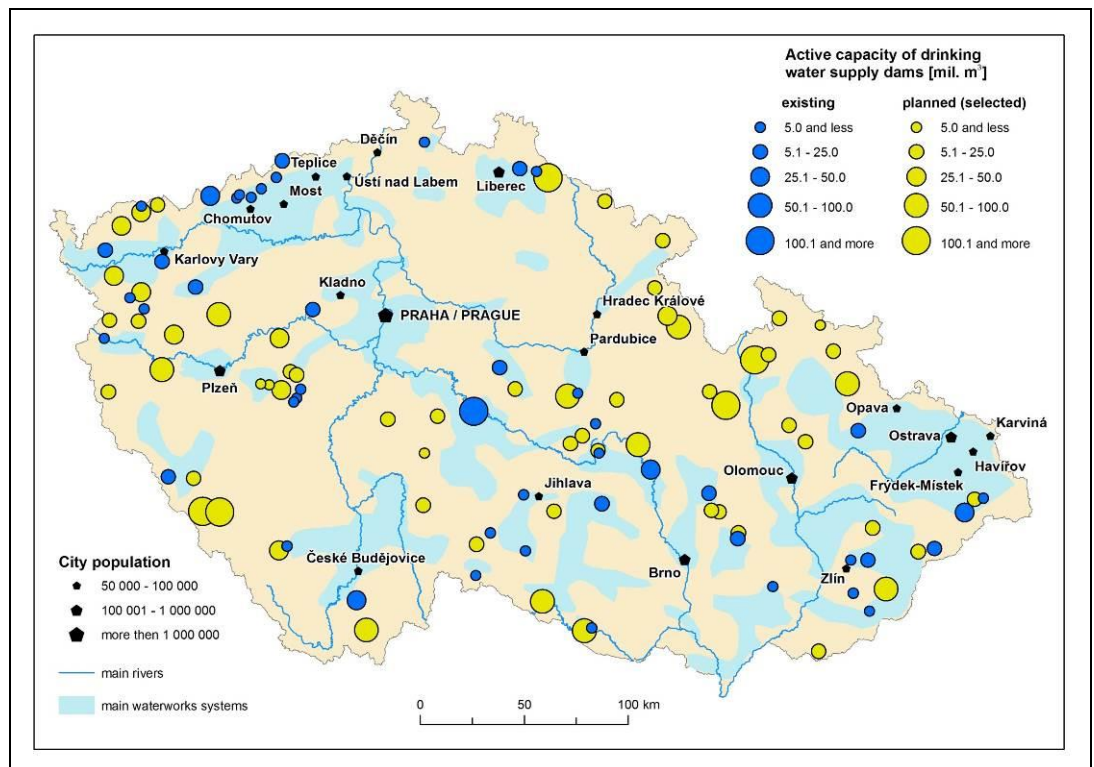 Active capacity of drinking
water supply dams [mil. m³]
existing
planned (selected)
5.0 and less
5.0 and less
5.1 - 25.0
5.1 - 25.0
25.1 - 50.0
25.1 - 50.0
50.1 - 100.0
50.1 - 100.0
100.1 and more
100.1 and more
Děčín
Teplice
Ústí nad Labem
Liberec
Most
Chomutov
Karlovy Vary
Kladno
PRAHA / PRAGUE
Hradec Králové
Pardubice
Plzeň
Opava
Karviná
Ostrava
Havířov
Frýdek-Místek
Olomouc
Jihlava
České Budějovice
Brno
Zlín
City population
50 000 - 100 000
100 001 - 1 000 000
more then 1 000 000
main rivers
main waterworks systems
0 50 100 km